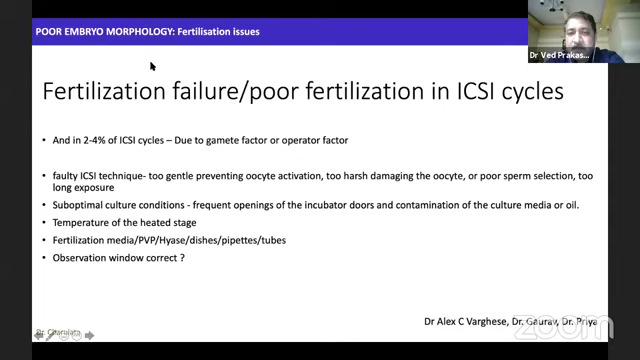 POOR EMBRYO MORPHOLOGY: Fertilisation issues
Dr Ved Prakas...
Fertilization failure/poor fertilization in ICSI cycles
• And in 2-4% of ICSI cycles – Due to gamete factor or operator factor
• faulty ICSI technique- too gentle preventing oocyte activation, too harsh damaging the oocyte, or poor sperm selection, too
long exposure
• Suboptimal culture conditions - frequent openings of the incubator doors and contamination of the culture media or oil.
• Temperature of the heated stage
• Fertilization media/PVP/Hyase/dishes/pipettes/tubes
• Observation window correct ?
Dr Alex C Varghese, Dr. Gaurav, Dr. Priya
Dr. Charulata
zoom